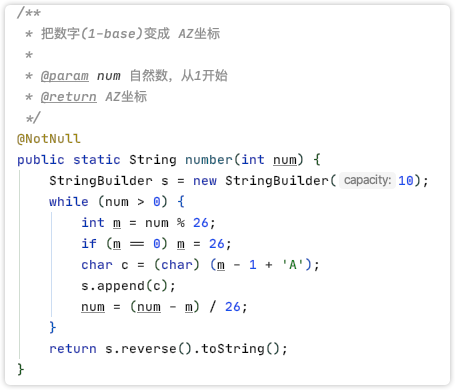 /**
 * 把数字(1-base)变成 AZ坐标
 *
 * @param num 自然数，从1开始
 * @return AZ坐标
 */
@NotNull
public static String number(int num) {
    StringBuilder s = new StringBuilder( capacity: 10);
    while (num > 0) {
        int m = num % 26;
        if (m == 0) m = 26;
        char c = (char) (m - 1 + 'A');
        s.append(c);
        num = (num - m) / 26;
    }
    return s.reverse().toString();
}